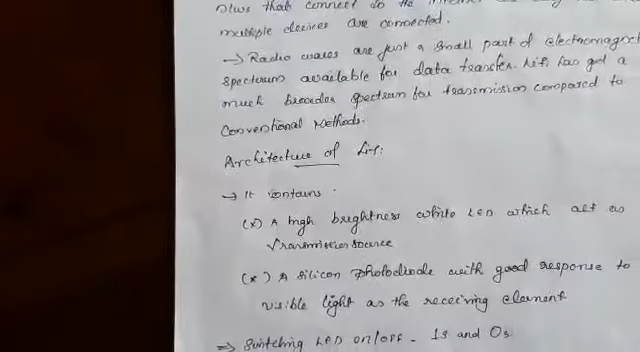 that connect to the
multiple devices are connected.
→ Radio waves are just a small part of electromagnet
spectrum available for data transfer. Lifi has got a
much broader spectrum for transmission compared to
Conventional Methods.
Architecture of Lifi:
→ It contains.
(x) A high brightness white LED which act as
Transmission source
(x) A silicon photodiode with good response to
visible light as the receiving element
⇒ Switching LED on/off - 1s and 0s.